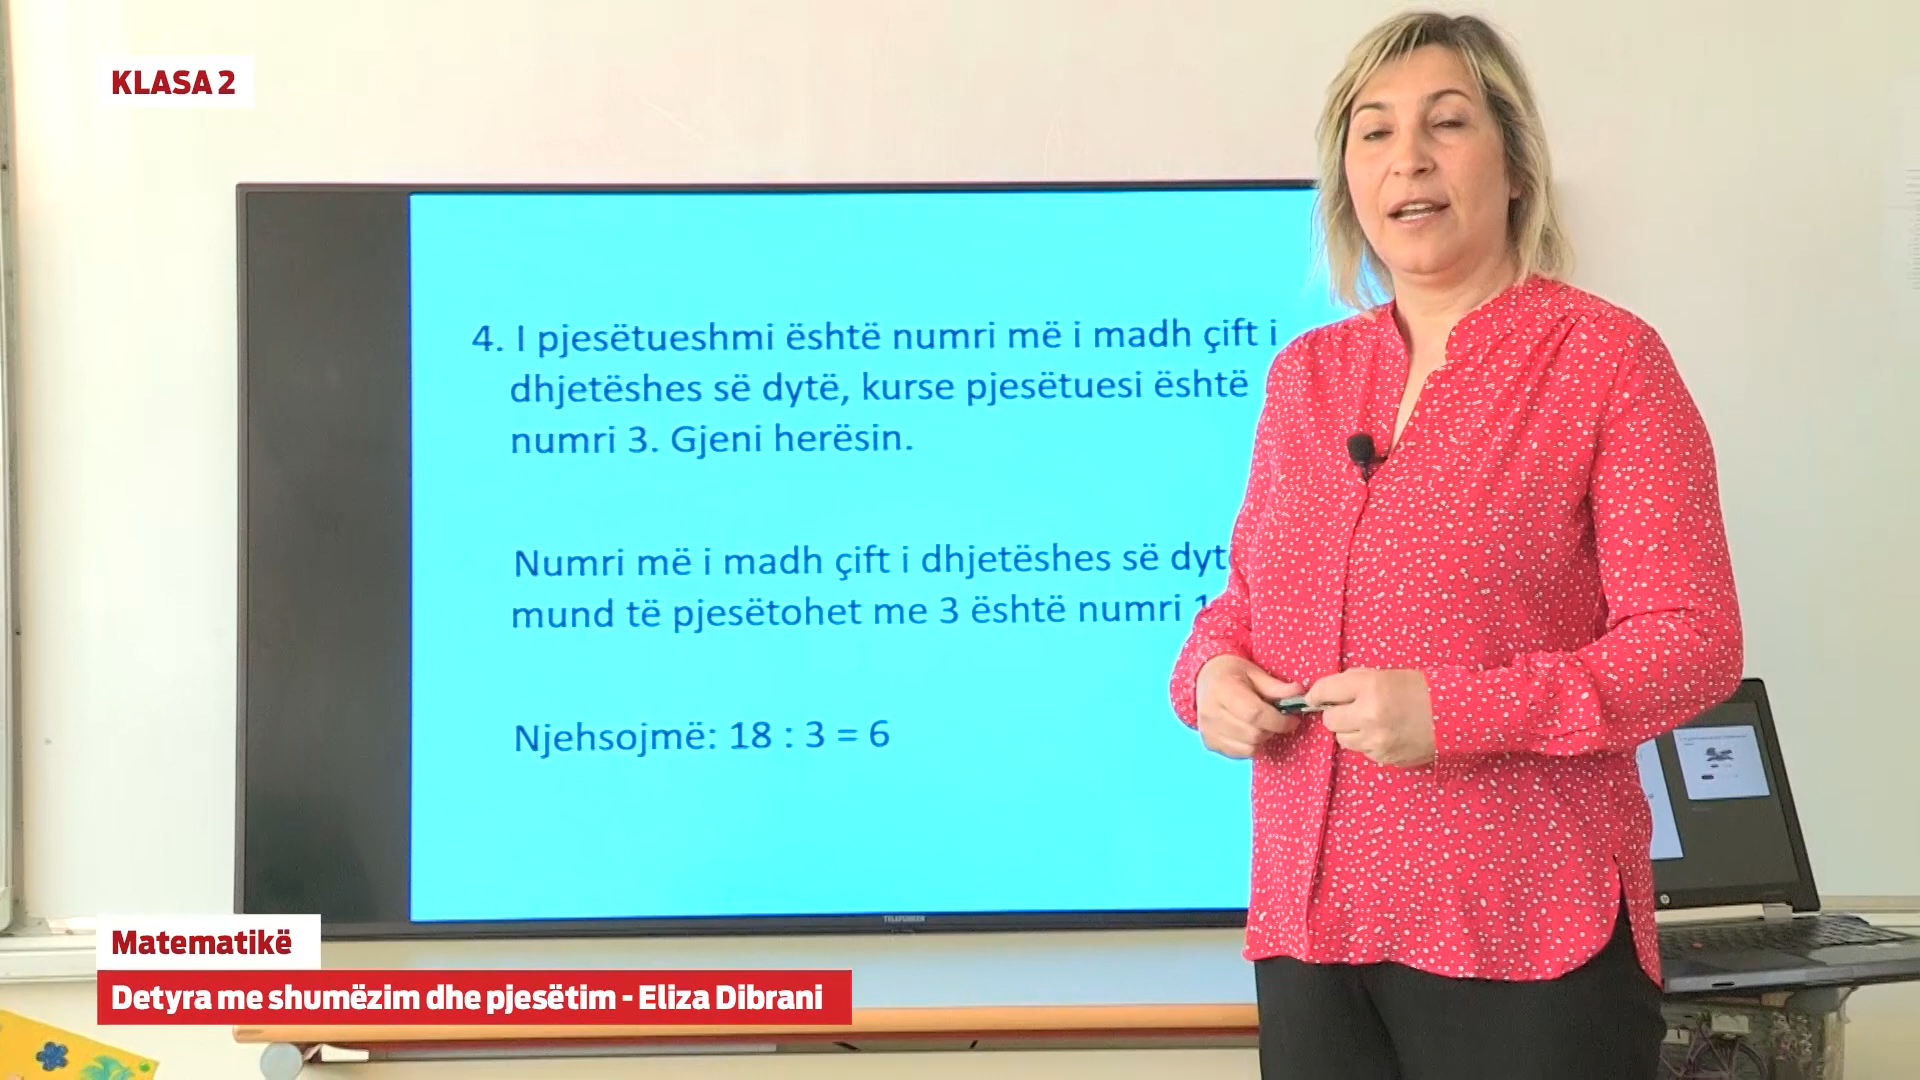 KLASA 2
4. I pjesëtueshmi është numri më i madh çift i
dhjetëshes së dytë, kurse pjesëtuesi është
numri 3. Gjeni herësin.
Numri më i madh çift i dhjetëshes së
mund të pjesëtohet me 3 është numri
Njehsojmë: 18 : 3 = 6
TELEFUNKEN
Matematikë
Detyra me shumëzim dhe pjesëtim - Eliza Dibrani